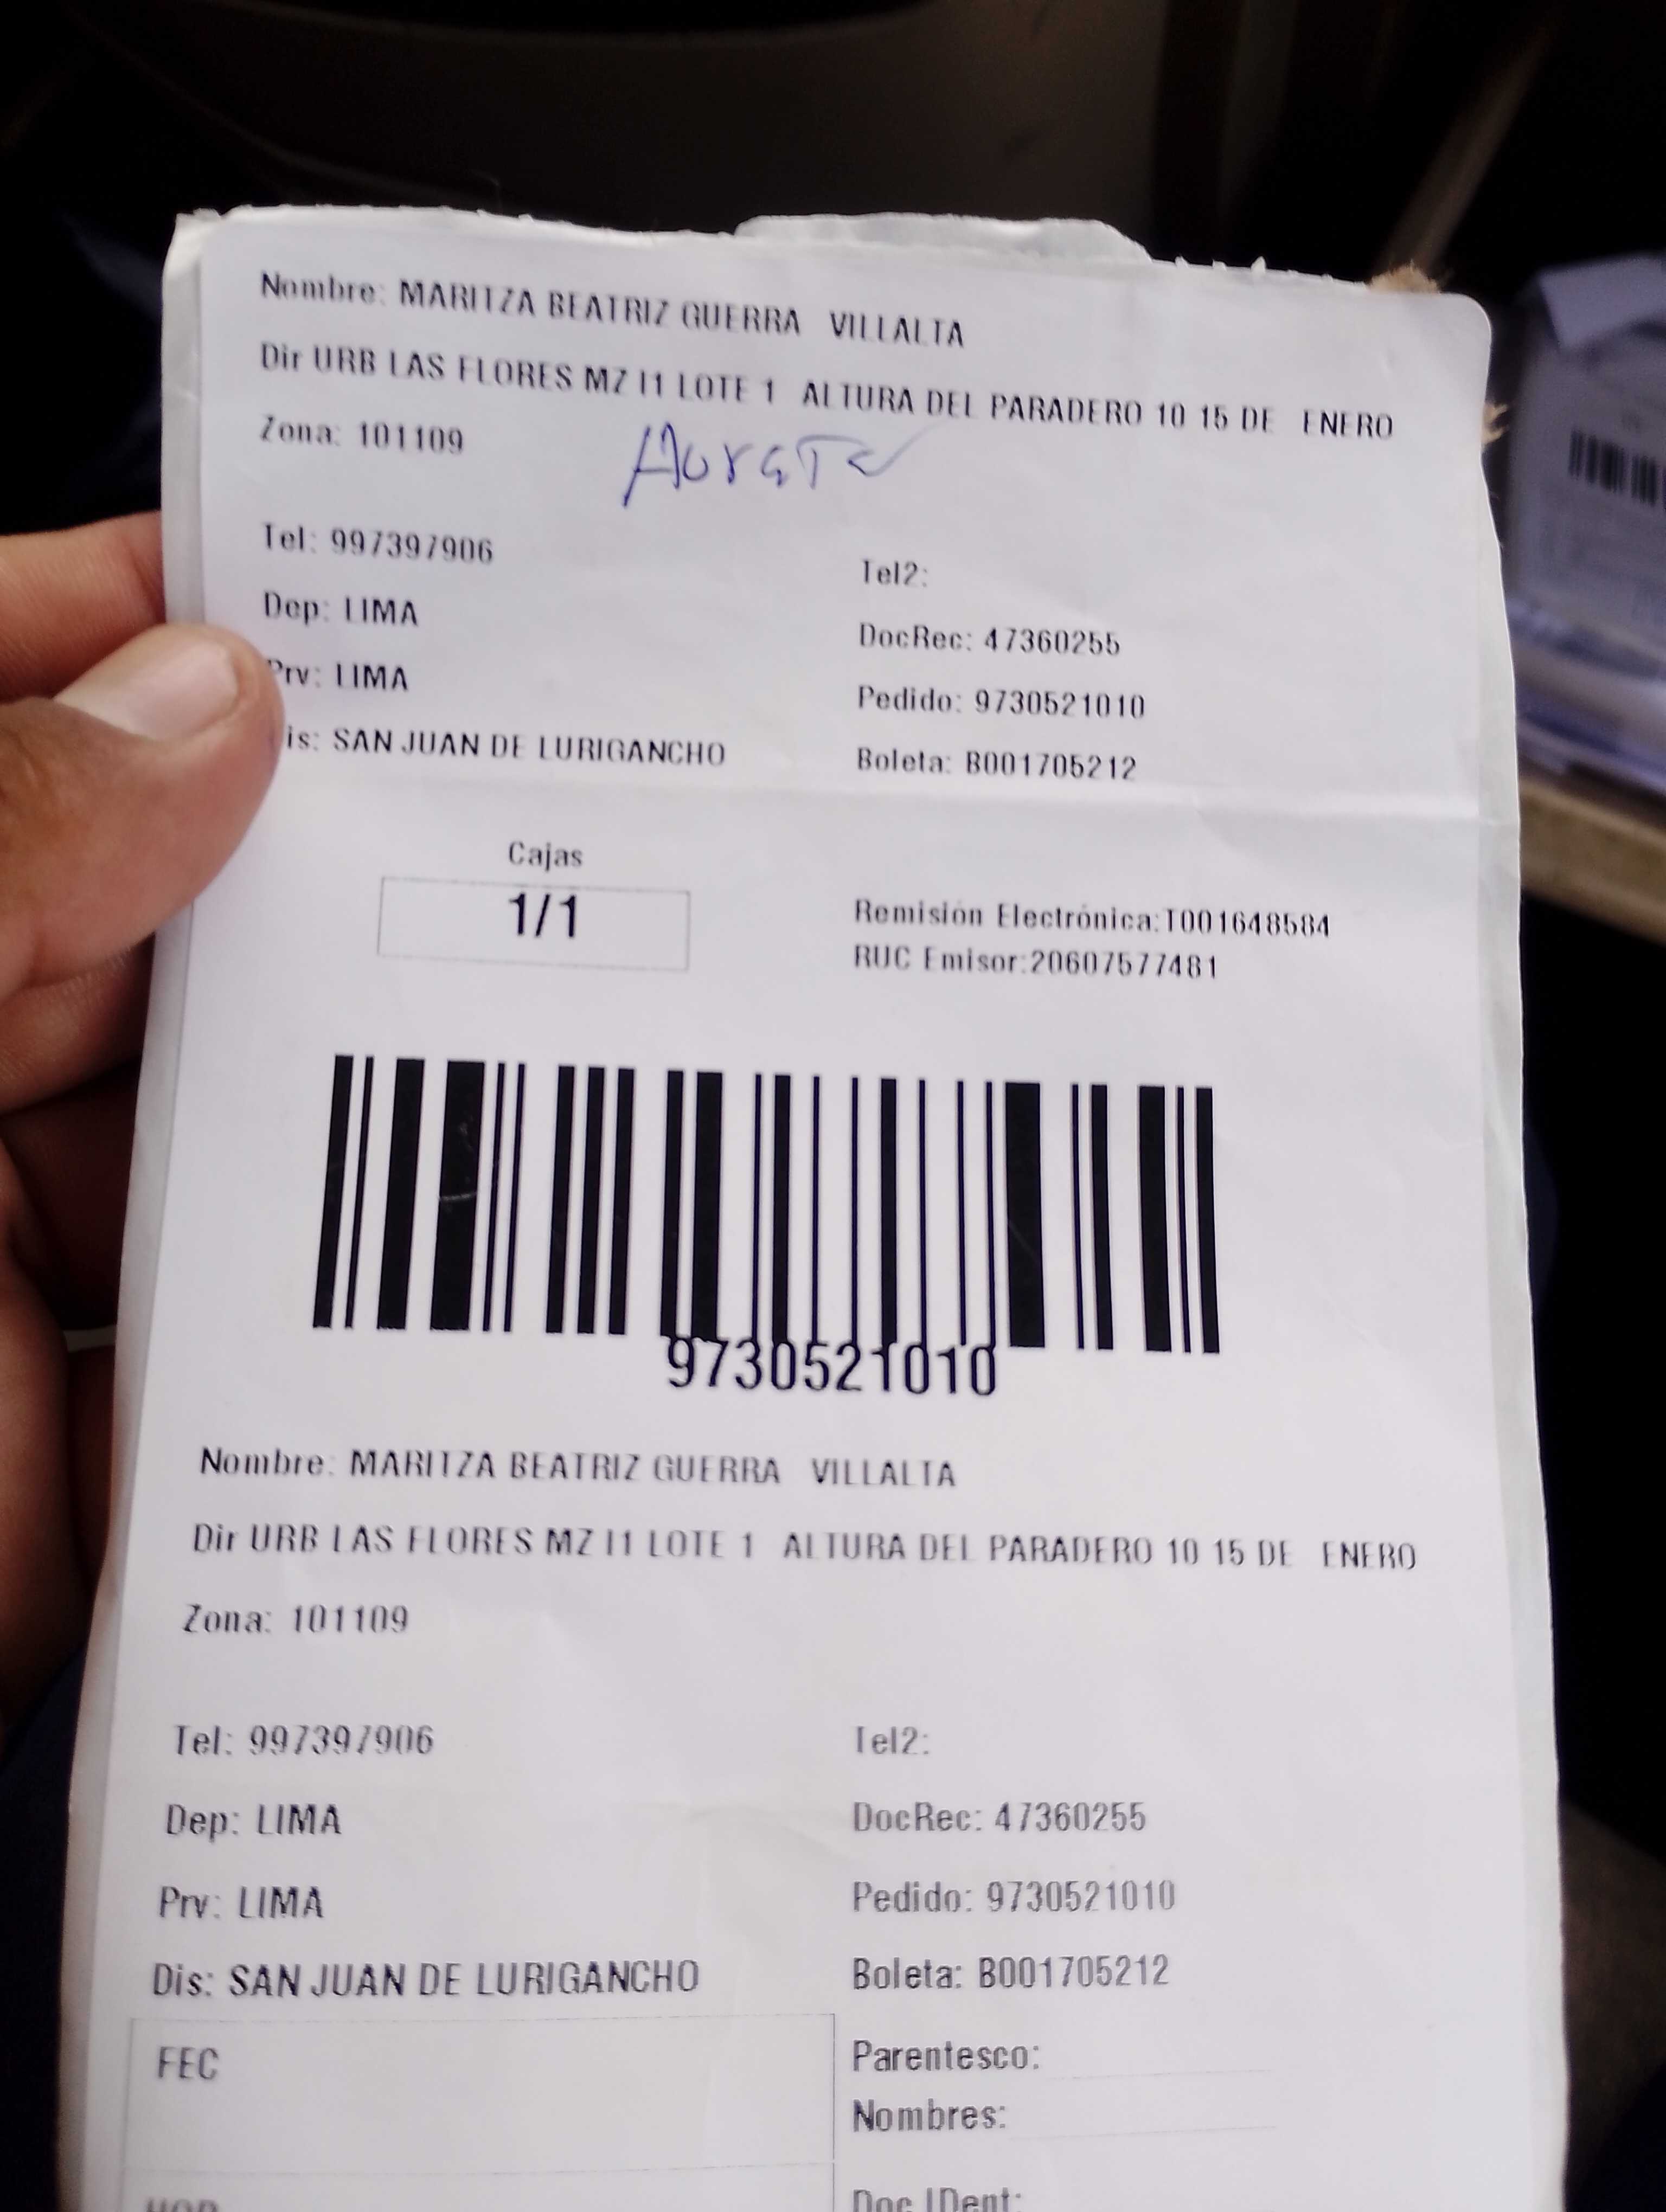 Nombre: MARITZA BEATRIZ GUERRA VILLALTA
Dir URB LAS FLORES MZ I1 LOTE 1 ALTURA DEL PARADERO 10 15 DE ENERO
Zona: 101109
Tel: 997397906
Tel2:
Dep: LIMA
DocRec: 47360255
Prv: LIMA
Pedido: 9730521010
is: SAN JUAN DE LURIGANCHO
Boleta: B001705212
Cajas
1/1
Remisión Electrónica:T001648584
RUC Emisor:20607577481
9730521010
Nombre: MARITZA BEATRIZ GUERRA VILLALTA
Dir URB LAS FLORES MZ I1 LOTE 1 ALTURA DEL PARADERO 10 15 DE ENERO
Zona: 101109
Tel: 997397906
Tel2:
Dep: LIMA
DocRec: 47360255
Prv: LIMA
Pedido: 9730521010
Dis: SAN JUAN DE LURIGANCHO
Boleta: B001705212
FEC
Parentesco:
Nombres:
HOR
Doc IDent: